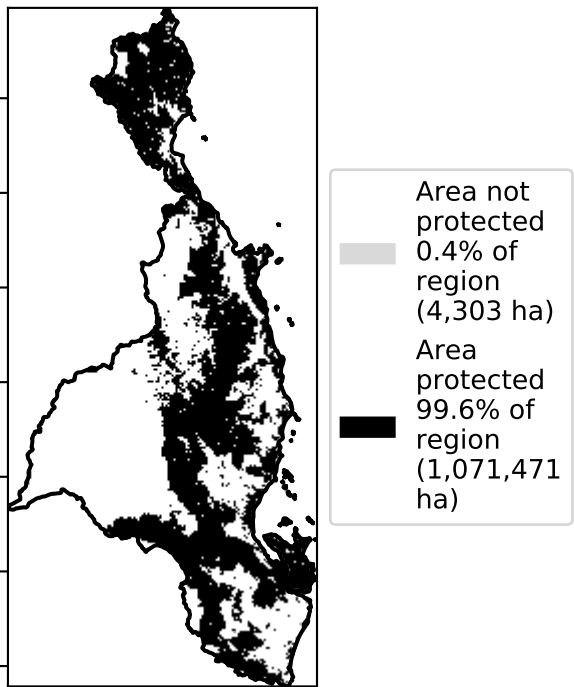 Area not
protected
0.4% of
region
(4,303 ha)
Area
protected
99.6% of
region
(1,071,471
ha)